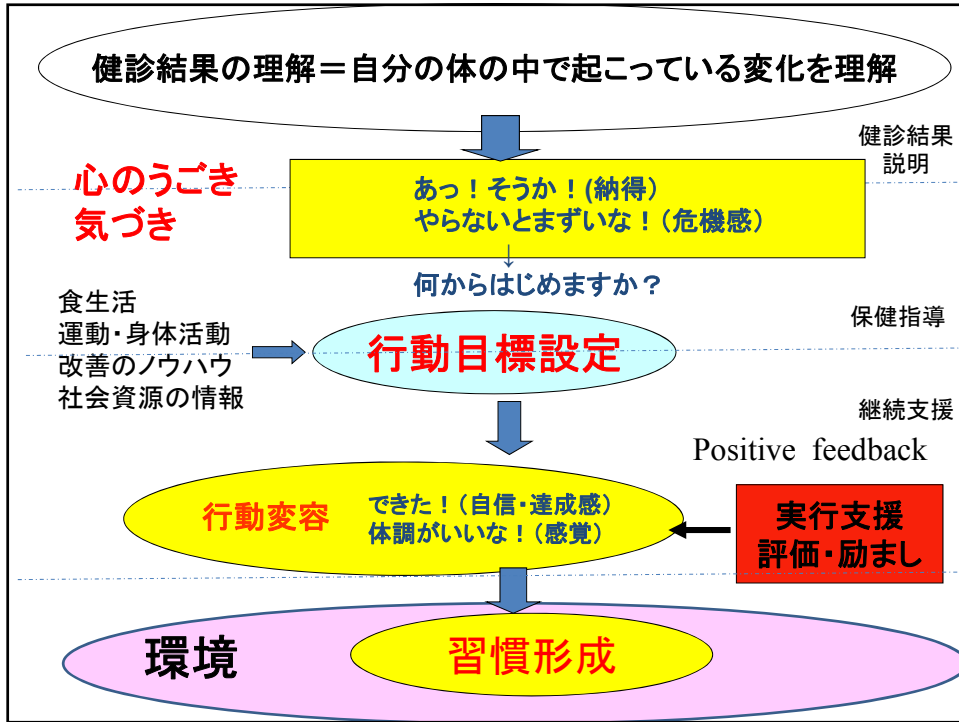 健診結果の理解＝自分の体の中で起こっている変化を理解
健診結果
説明
心のうごき
気づき
あっ！そうか！(納得）
やらないとまずいな！（危機感）
↓
何からはじめますか？
食生活
運動・身体活動
改善のノウハウ
社会資源の情報
行動目標設定
保健指導
継続支援
Positive feedback
行動変容
できた！（自信・達成感）
体調がいいな！（感覚）
実行支援
評価・励まし
環境
習慣形成